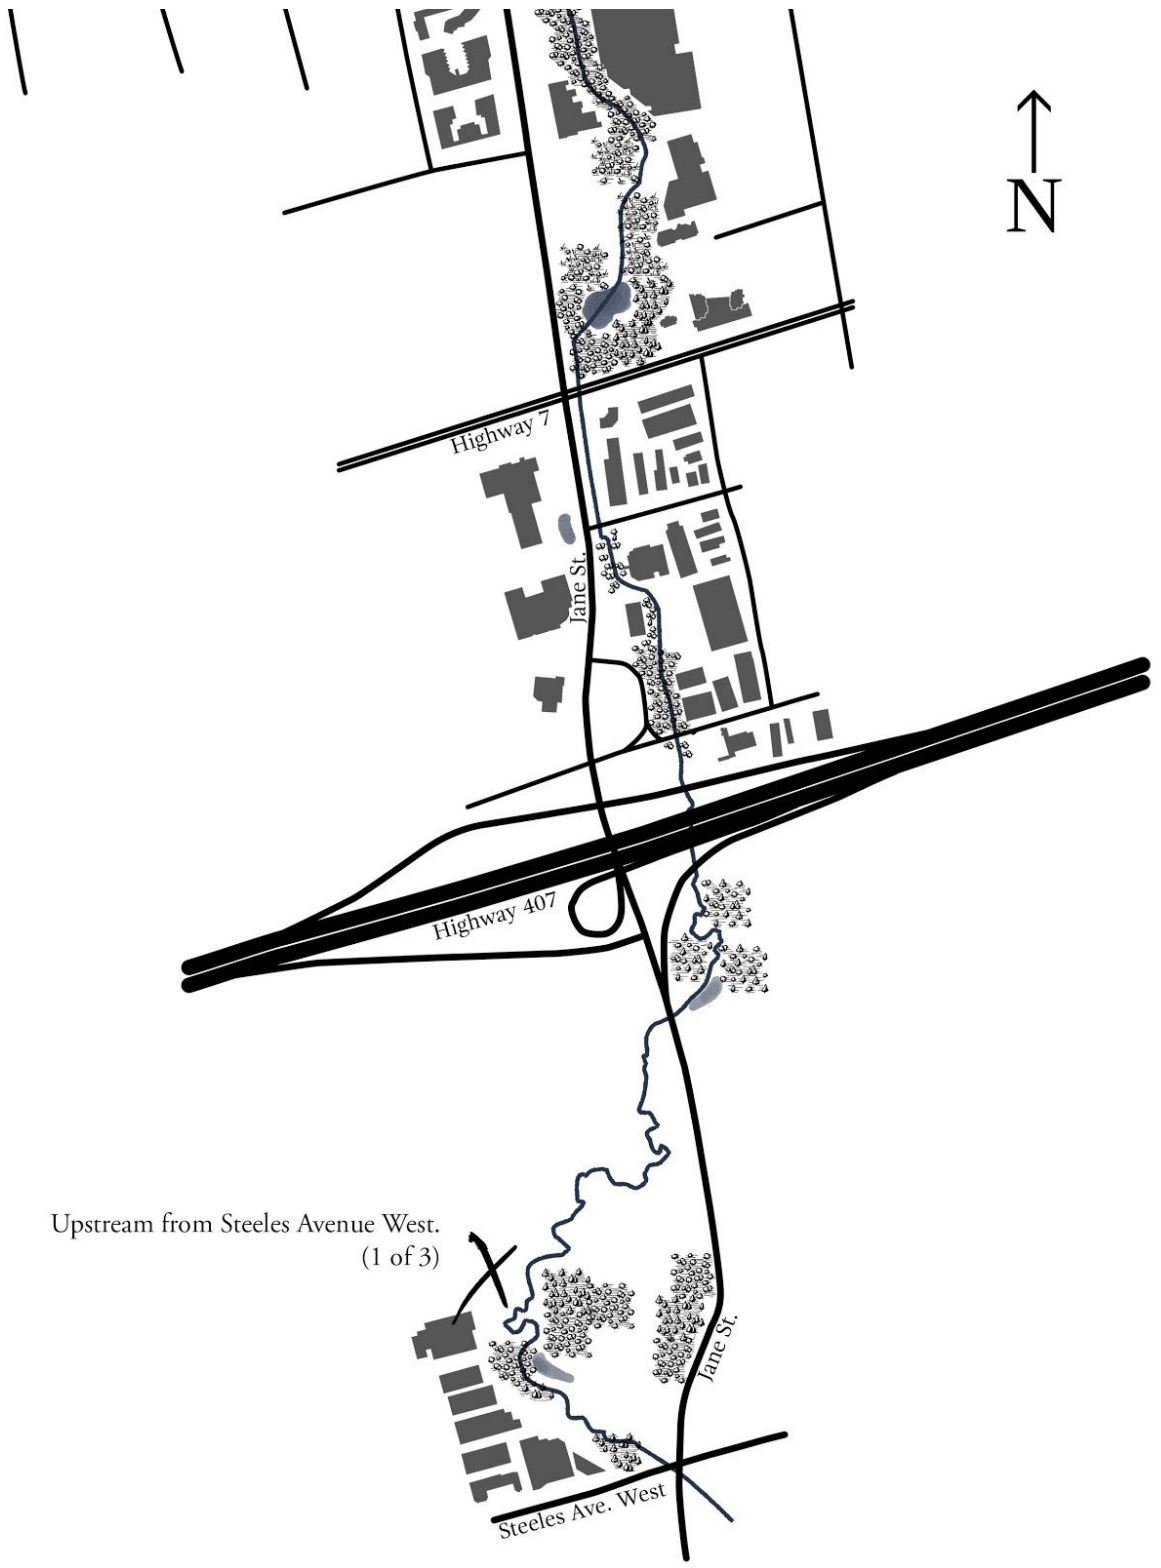 N
Highway 7
Jane St.
Highway 407
Upstream from Steeles Avenue West.
(1 of 3)
Jane St.
Steeles Ave. West